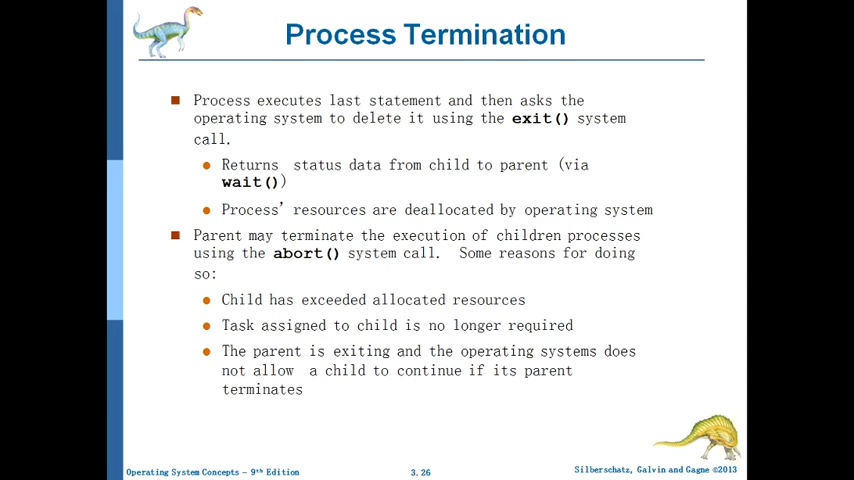 Process Termination
Process executes last statement and then asks the
operating system to delete it using the exit() system
call.
Returns  status data from child to parent (via
wait())
Process' resources are deallocated by operating system
Parent may terminate the execution of children processes
using the abort() system call.  Some reasons for doing
so:
Child has exceeded allocated resources
Task assigned to child is no longer required
The parent is exiting and the operating systems does
not allow  a child to continue if its parent
terminates
Operating System Concepts – 9th Edition
3.26
Silberschatz, Galvin and Gagne ©2013